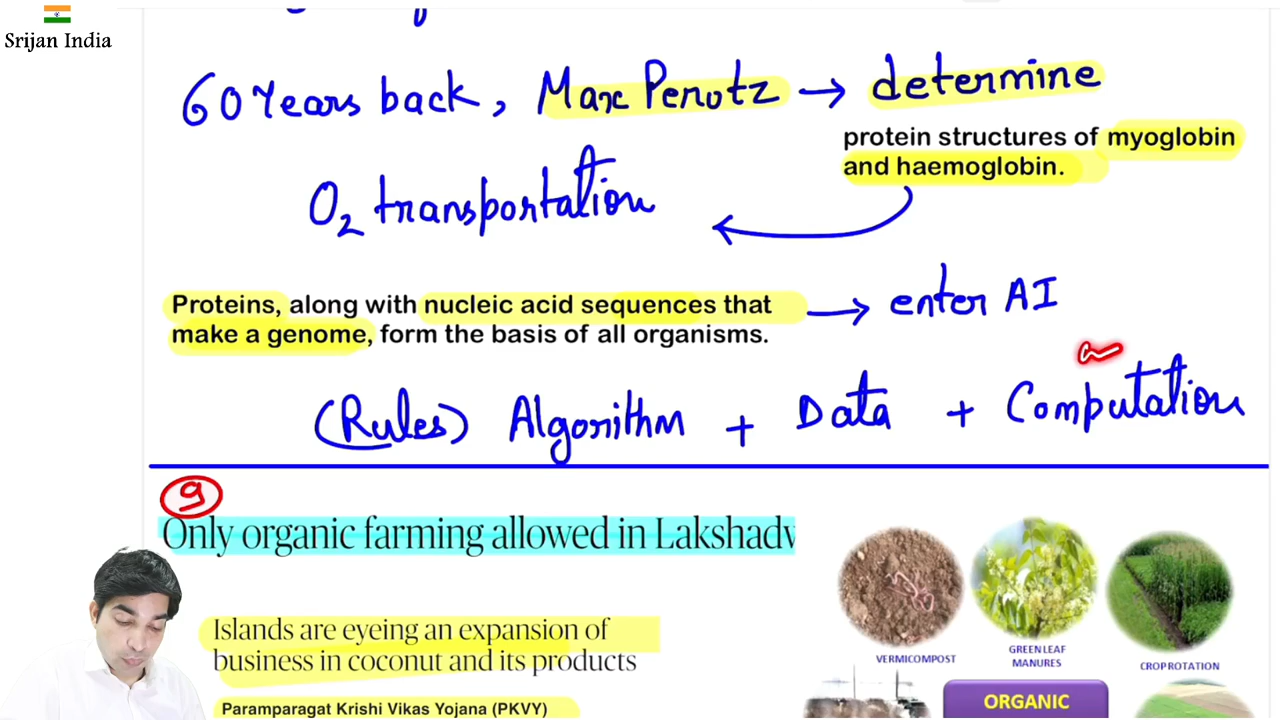 Srijan India
60 Years back, Max Perutz → determine
protein structures of myoglobin
and haemoglobin.
O2 transportation
Proteins, along with nucleic acid sequences that
make a genome, form the basis of all organisms.
→ enter AI
(Rules) Algorithm + Data + Computation
9
Only organic farming allowed in Lakshadw
Islands are eyeing an expansion of
business in coconut and its products
Paramparagat Krishi Vikas Yojana (PKVY)
VERMICOMPOST
GREEN LEAF
MANURES
CROP ROTATION
ORGANIC